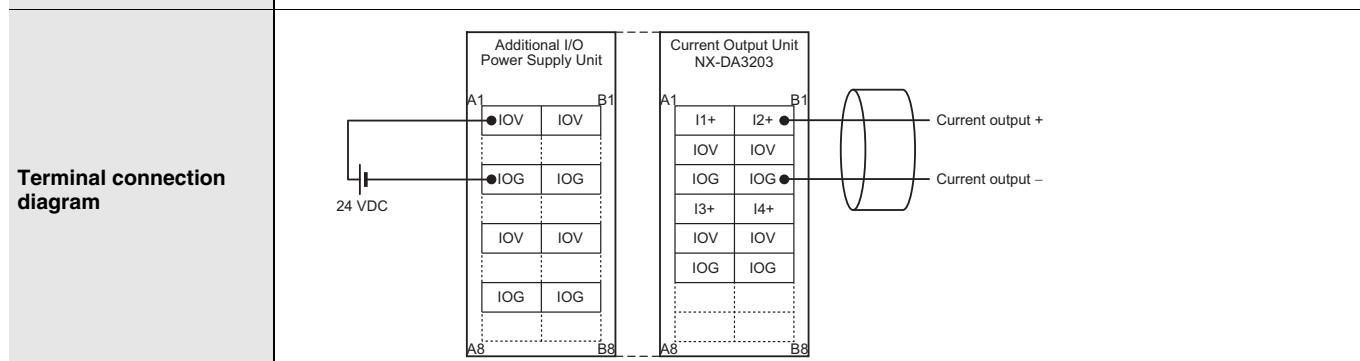 Terminal connection
diagram
24 VDC
Additional I/O
Power Supply Unit
A1 B1
IOV IOV
IOG IOG
IOV IOV
IOG IOG
A8 B8
Current Output Unit
NX-DA3203
A1 B1
I1+ I2+
IOV IOV
IOG IOG
I3+ I4+
IOV IOV
IOG IOG
A8 B8
Current output +
Current output −